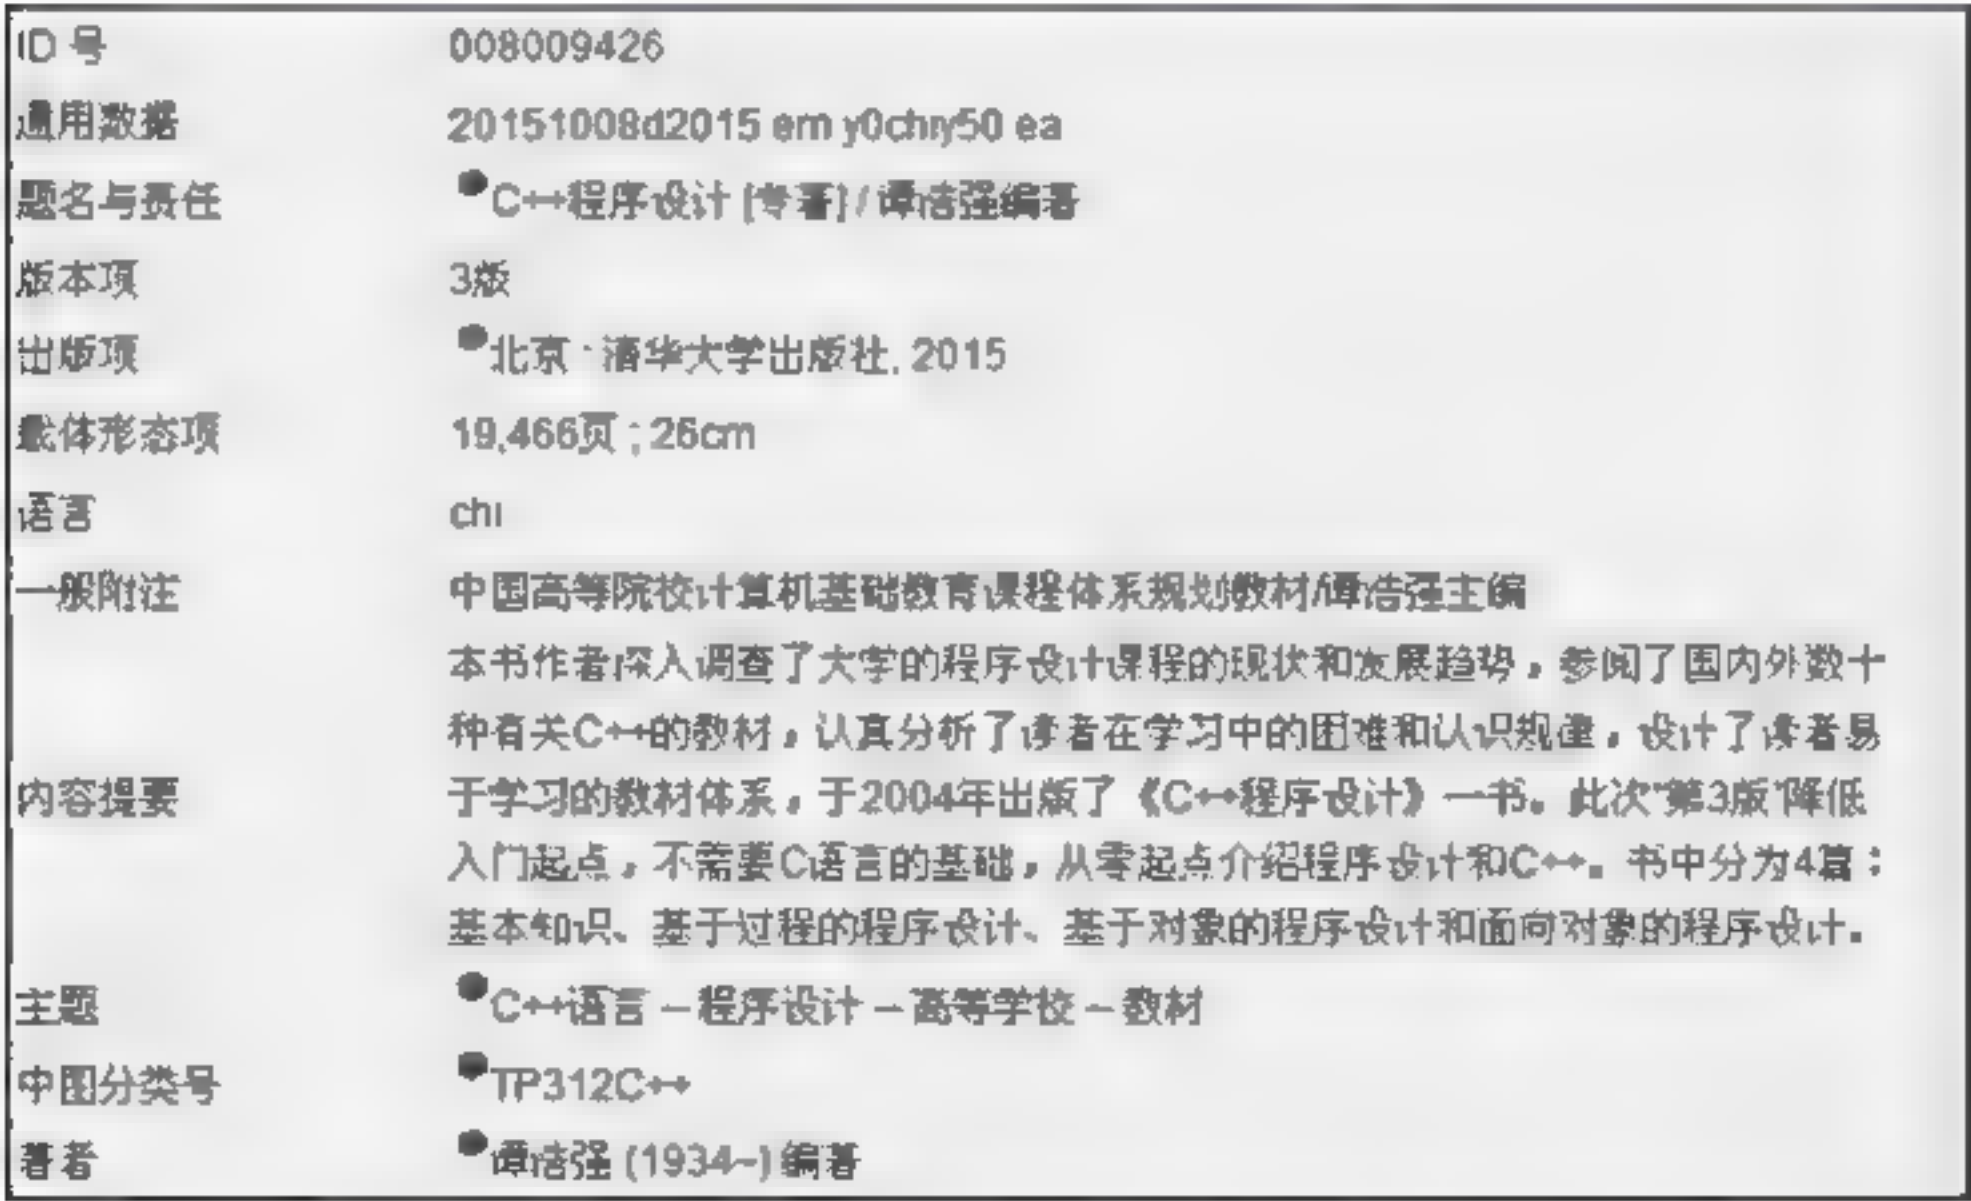 ID 号 008009426
通用数据 20151008d2015 em y0chiy50 ea
题名与责任 ●C++程序设计 [专著] / 谭浩强编著
版本项 3版
出版项 ●北京 : 清华大学出版社, 2015
载体形态项 19,466页 ; 26cm
语言 chi
一般附注 中国高等院校计算机基础教育课程体系规划教材/谭浩强主编
本书作者深入调查了大学的程序设计课程的现状和发展趋势，参阅了国内外数十
种有关C++的教材，认真分析了读者在学习中的困难和认识规律，设计了读者易
内容提要 于学习的教材体系，于2004年出版了《C++程序设计》一书。此次"第3版"降低
入门起点，不需要C语言的基础，从零起点介绍程序设计和C++。书中分为4篇：
基本知识、基于过程的程序设计、基于对象的程序设计和面向对象的程序设计。
主题 ●C++语言 – 程序设计 – 高等学校 – 教材
中图分类号 ●TP312C++
著者 ●谭浩强 (1934~) 编著